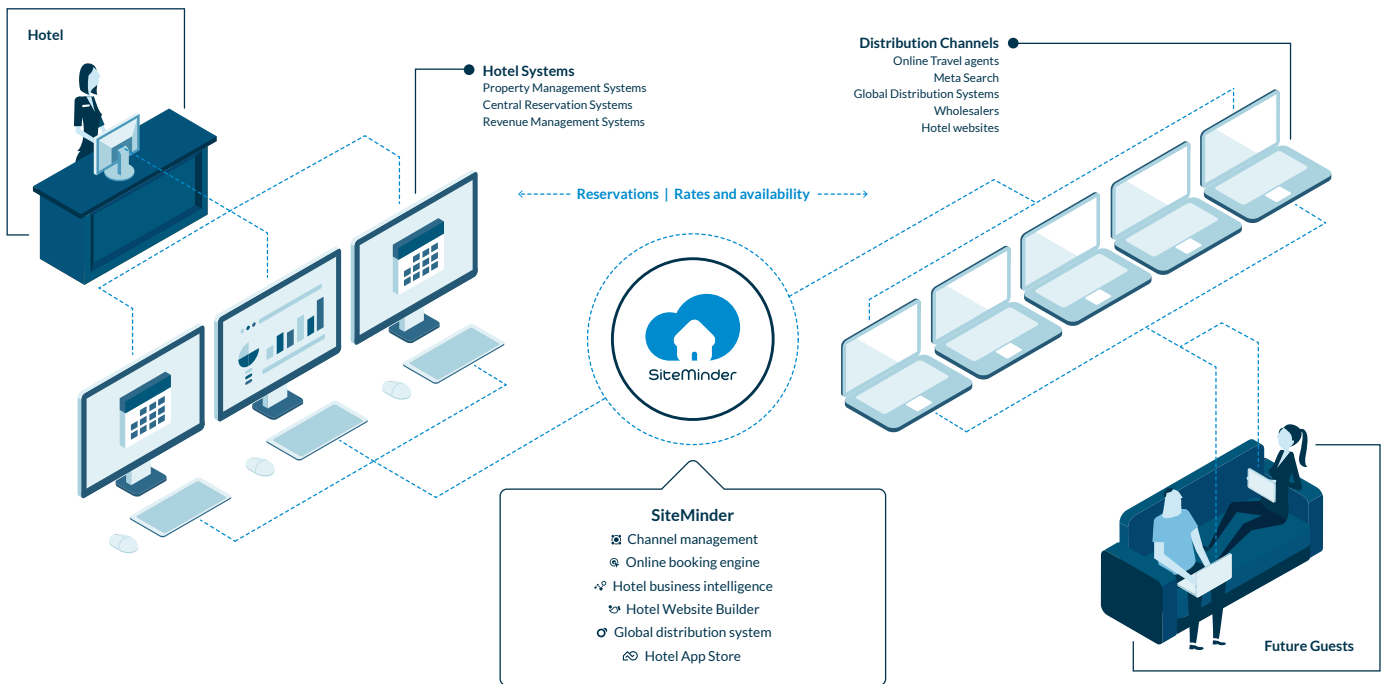 Hotel
Hotel Systems
Property Management Systems
Central Reservation Systems
Revenue Management Systems
Distribution Channels
Online Travel agents
Meta Search
Global Distribution Systems
Wholesalers
Hotel websites
Reservations | Rates and availability
SiteMinder
SiteMinder
Channel management
Online booking engine
Hotel business intelligence
Hotel Website Builder
Global distribution system
Hotel App Store
Future Guests